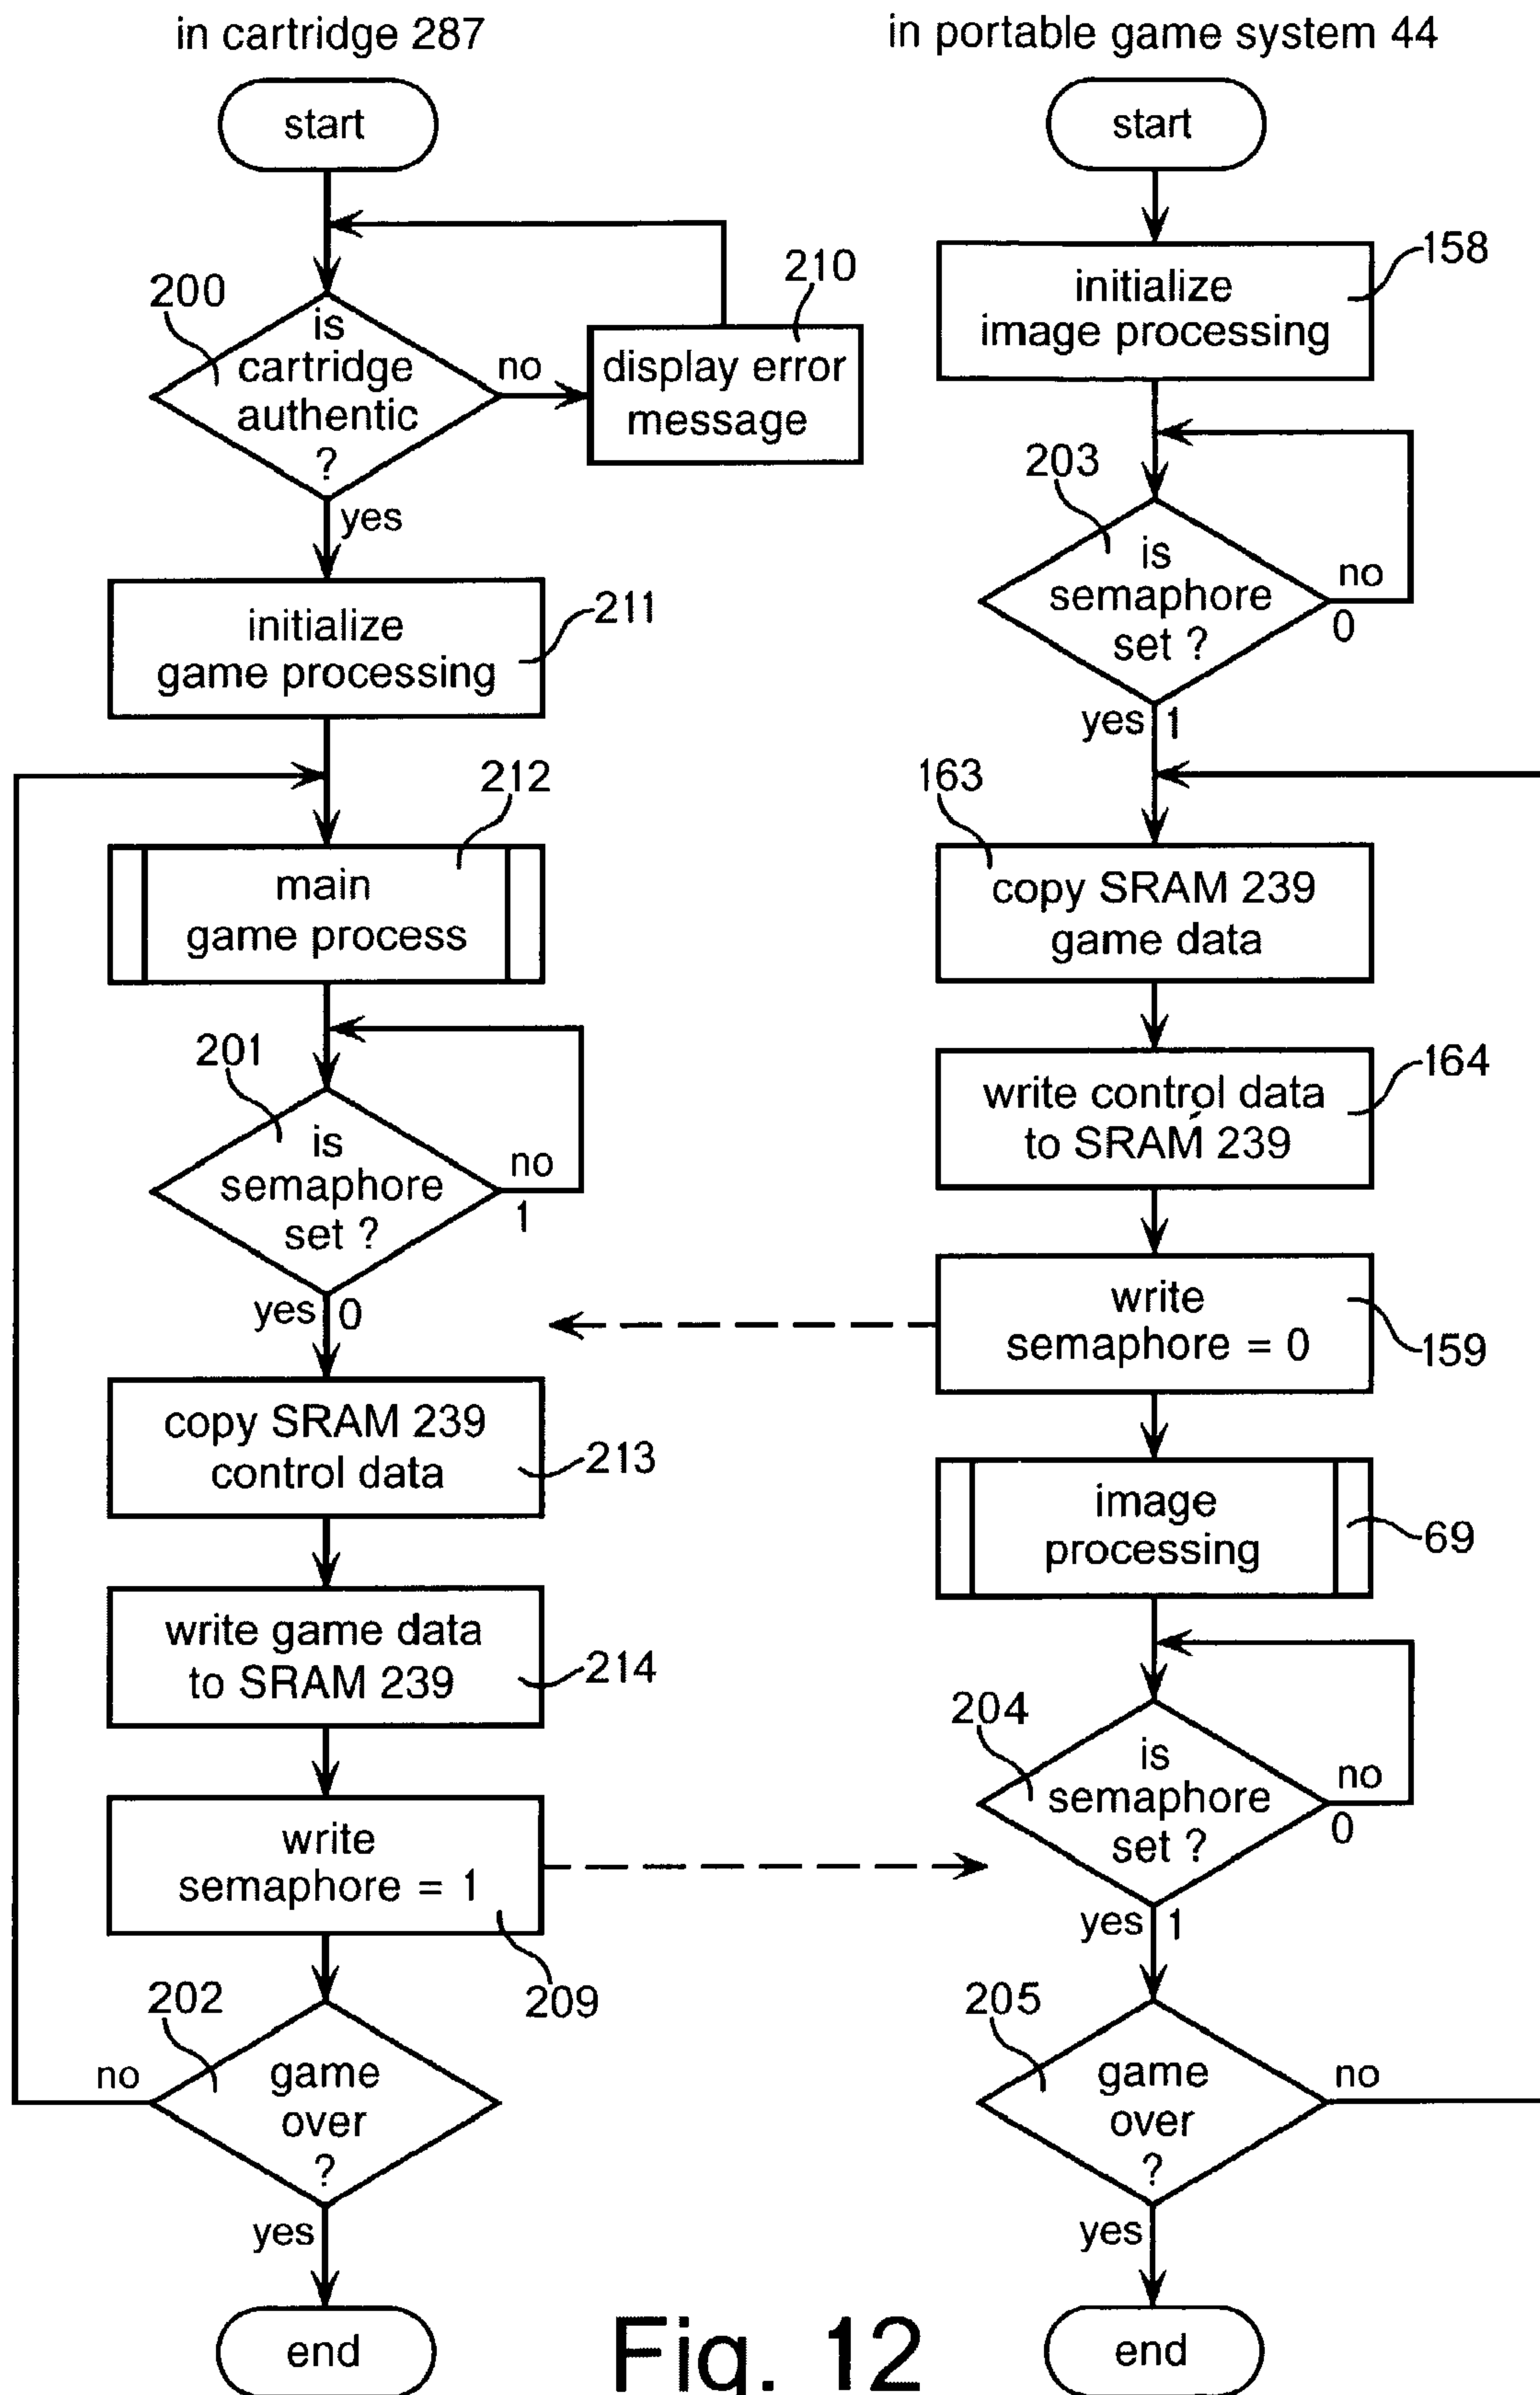 in cartridge 287
start
200
is
cartridge
authentic
?
no
210
display error
message
yes
initialize
game processing
211
212
main
game process
201
is
semaphore
set ?
no
1
yes 0
copy SRAM 239
control data
213
write game data
to SRAM 239
214
write
semaphore = 1
209
202
game
over
?
no
yes
end
in portable game system 44
start
initialize
image processing
158
203
is
semaphore
set ?
no
0
yes 1
163
copy SRAM 239
game data
write control data
to SRAM 239
164
write
semaphore = 0
159
image
processing
69
204
is
semaphore
set ?
no
0
yes 1
205
game
over
?
no
yes
end
Fig. 12